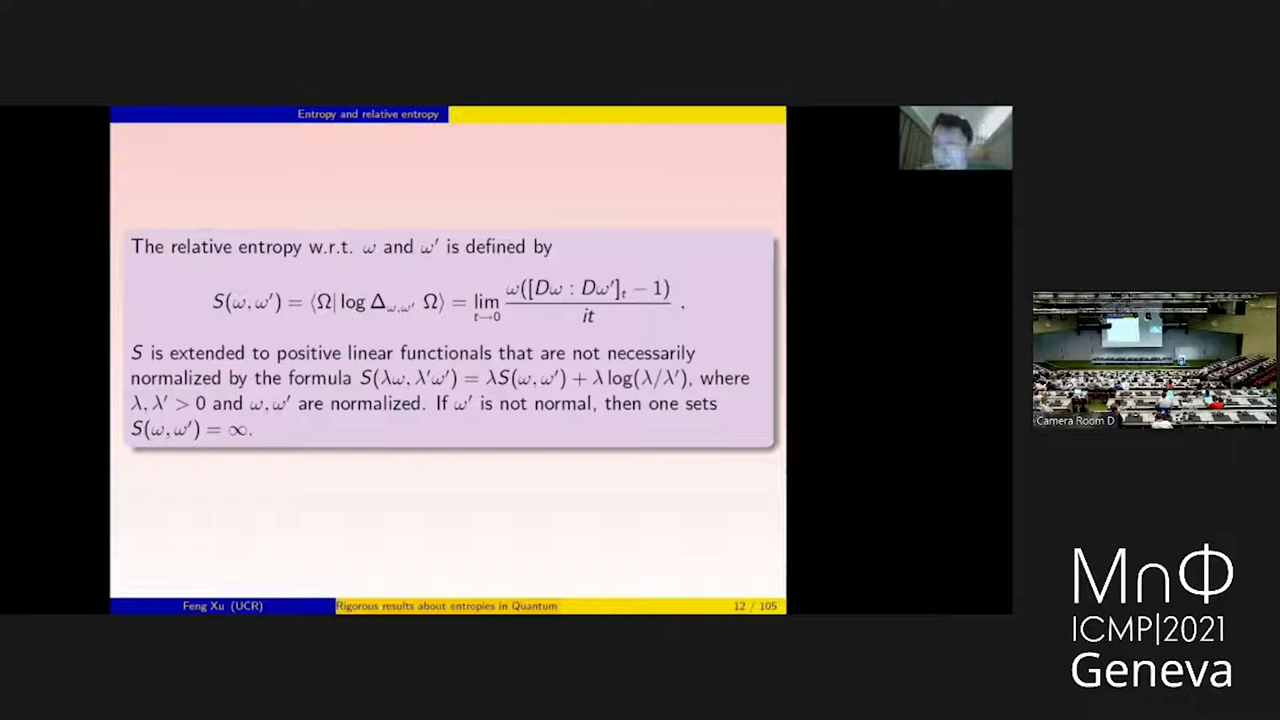 Entropy and relative entropy
The relative entropy w.r.t. ω and ω′ is defined by
S(ω, ω′) = ⟨Ω| log Δ_{ω,ω′} Ω⟩ = lim_{t→0} ω([Dω : Dω′]_t − 1) / it .
S is extended to positive linear functionals that are not necessarily
normalized by the formula S(λω, λ′ω′) = λS(ω, ω′) + λ log(λ/λ′), where
λ, λ′ > 0 and ω, ω′ are normalized. If ω′ is not normal, then one sets
S(ω, ω′) = ∞.
Feng Xu (UCR) Rigorous results about entropies in Quantum 12 / 105
Camera Room D
M∩Φ
ICMP|2021
Geneva